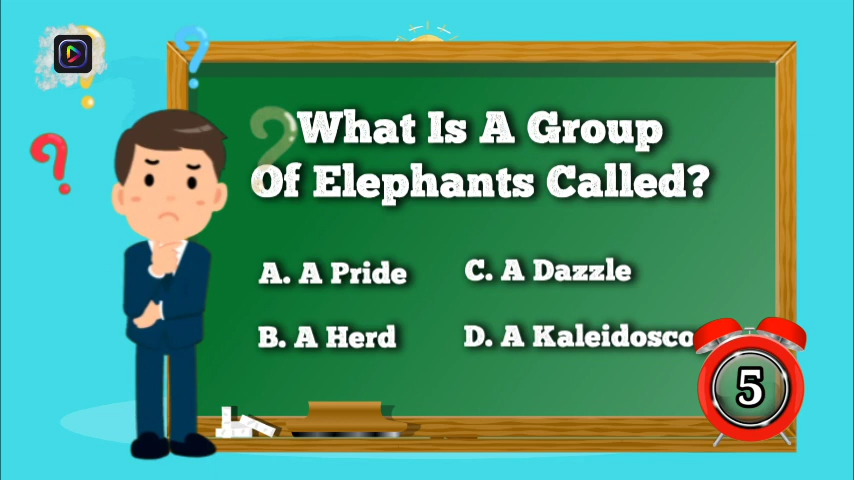 What Is A Group
Of Elephants Called?
A. A Pride
C. A Dazzle
B. A Herd
D. A Kaleidosco
5